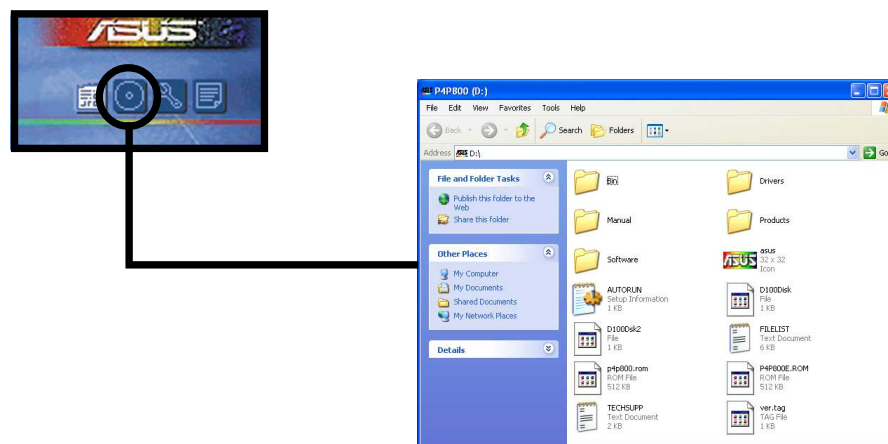 ASUS
P4P800 (D:)
File Edit View Favorites Tools Help
Back Search Folders
Address D:\ Go
File and Folder Tasks
Publish this folder to the
Web
Share this folder
Other Places
My Computer
My Documents
Shared Documents
My Network Places
Details
Bin
Drivers
Manual
Products
Software
ASUS
asus
32 x 32
Icon
AUTORUN
Setup Information
1 KB
D100Disk
File
1 KB
D100Dsk2
File
1 KB
FILELIST
Text Document
6 KB
p4p800.rom
ROM File
512 KB
P4P800E.ROM
ROM File
512 KB
TECHSUPP
Text Document
2 KB
ver.tag
TAG File
1 KB